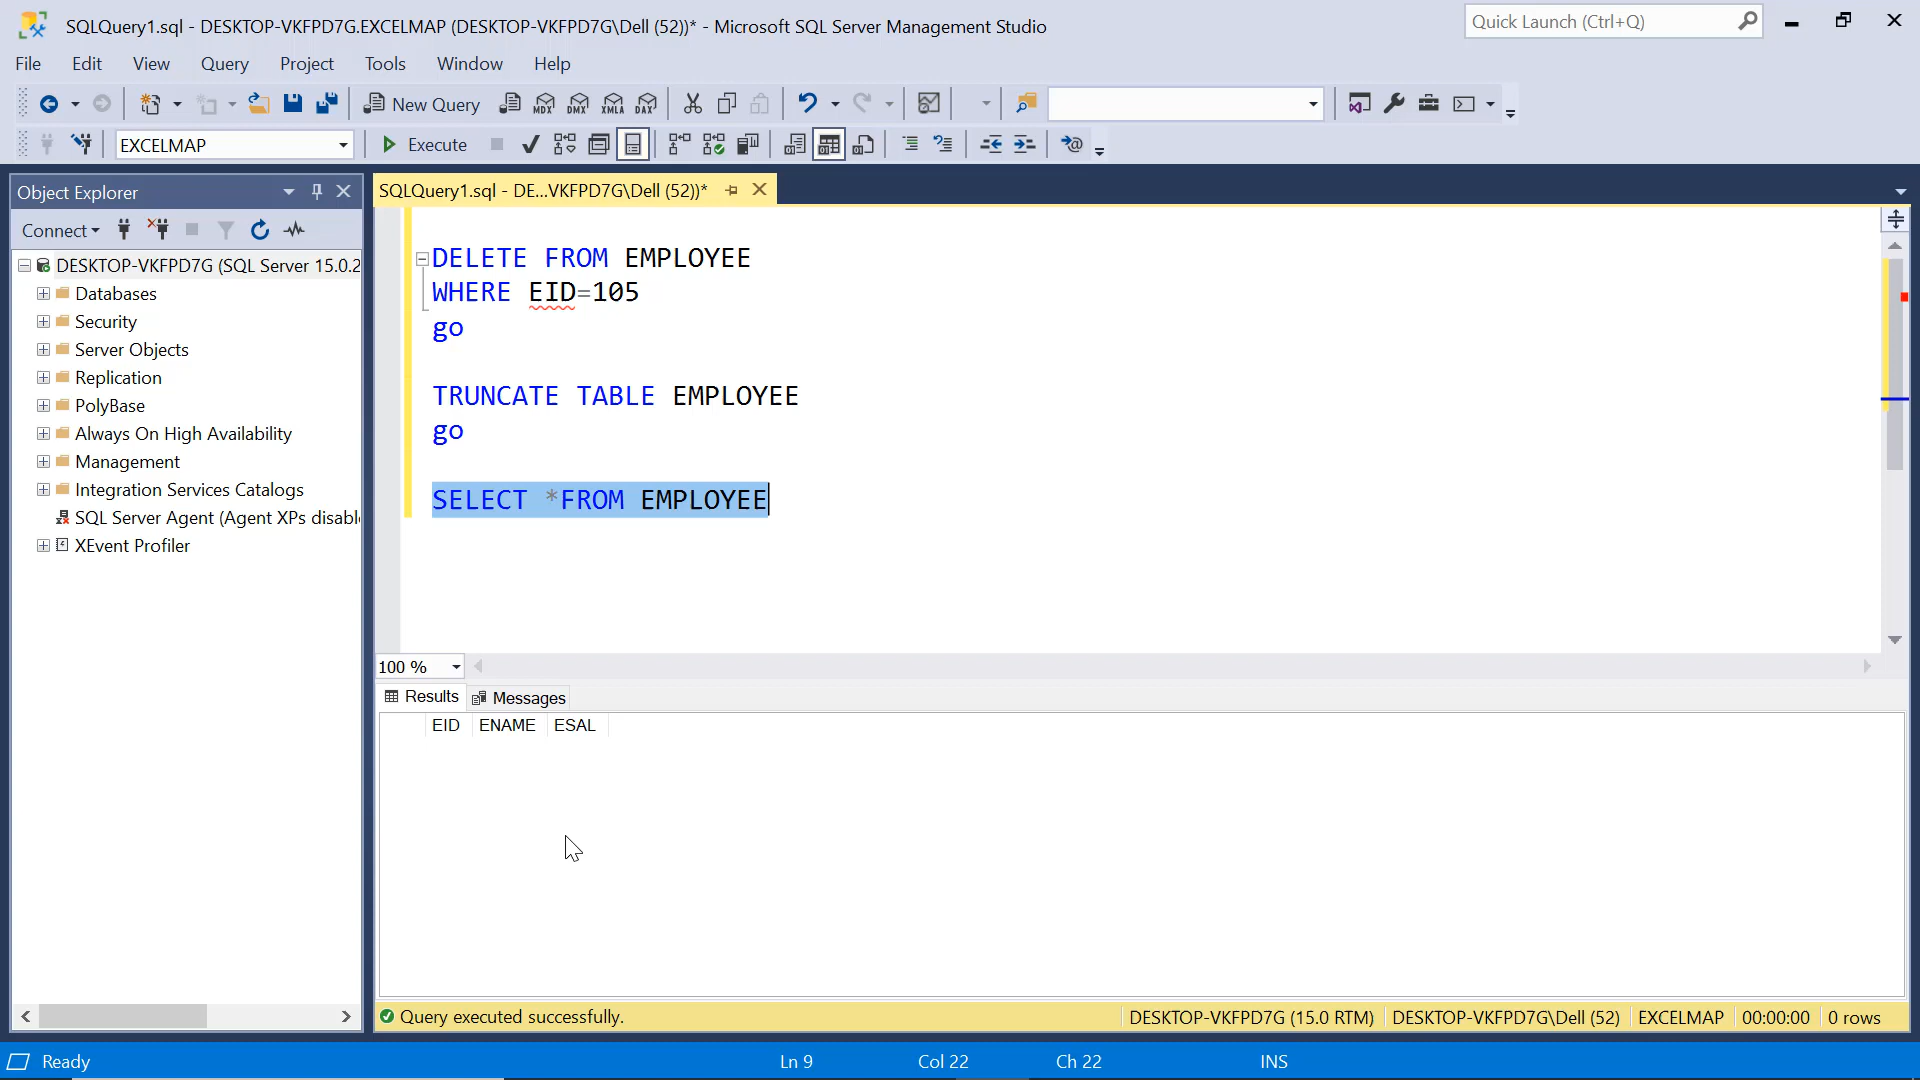 SQLQuery1.sql - DESKTOP-VKFPD7G.EXCELMAP (DESKTOP-VKFPD7G\Dell (52))* - Microsoft SQL Server Management Studio
Quick Launch (Ctrl+Q)
File Edit View Query Project Tools Window Help
New Query MDX DMX XMLA DAX
EXCELMAP Execute
Object Explorer
Connect
DESKTOP-VKFPD7G (SQL Server 15.0.2
Databases
Security
Server Objects
Replication
PolyBase
Always On High Availability
Management
Integration Services Catalogs
SQL Server Agent (Agent XPs disabl
XEvent Profiler
SQLQuery1.sql - DE...VKFPD7G\Dell (52))*
DELETE FROM EMPLOYEE
WHERE EID=105
go
TRUNCATE TABLE EMPLOYEE
go
SELECT *FROM EMPLOYEE
100 %
Results Messages
EID ENAME ESAL
Query executed successfully. DESKTOP-VKFPD7G (15.0 RTM) DESKTOP-VKFPD7G\Dell (52) EXCELMAP 00:00:00 0 rows
Ready Ln 9 Col 22 Ch 22 INS